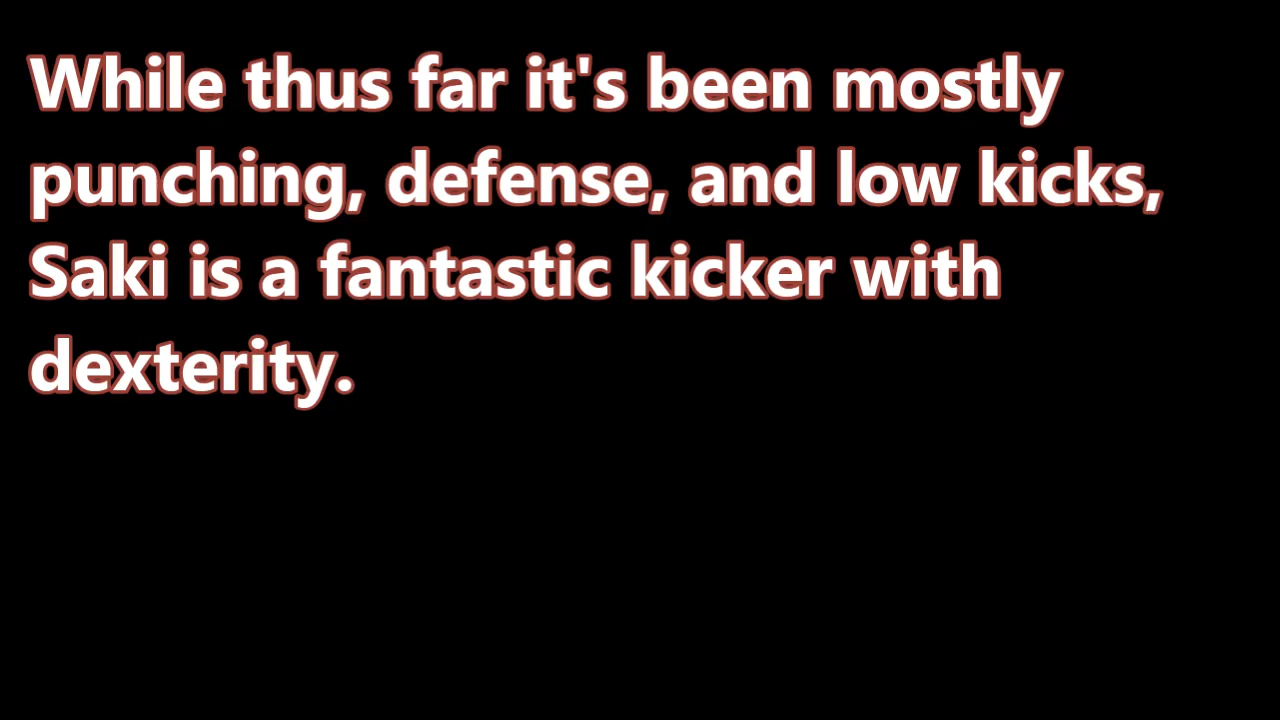 While thus far it's been mostly
punching, defense, and low kicks,
Saki is a fantastic kicker with
dexterity.